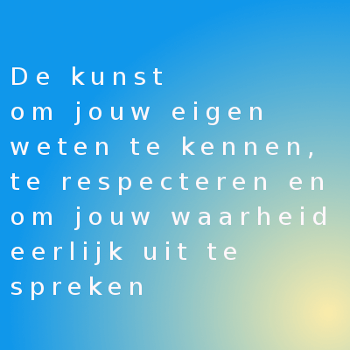 De kunst
om jouw eigen
weten te kennen,
te respecteren en
om jouw waarheid
eerlijk uit te
spreken